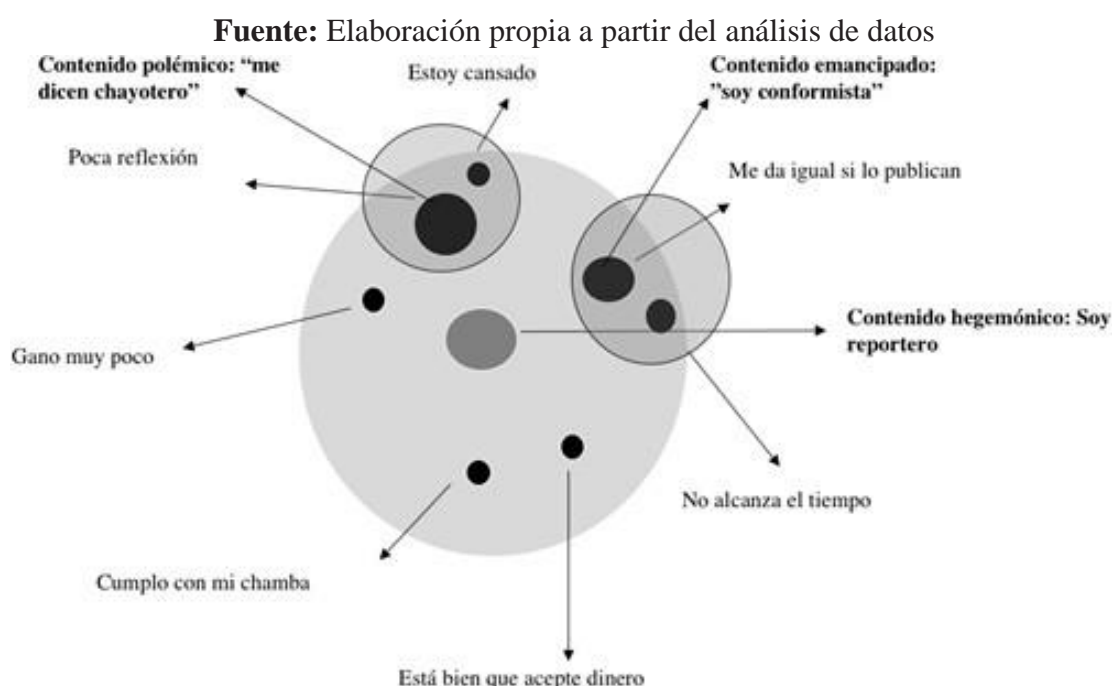 Fuente: Elaboración propia a partir del análisis de datos
Contenido polémico: “me
dicen chayotero”
Estoy cansado
Contenido emancipado:
”soy conformista”
Poca reflexión
Me da igual si lo publican
Contenido hegemónico: Soy
reportero
Gano muy poco
No alcanza el tiempo
Cumplo con mi chamba
Está bien que acepte dinero